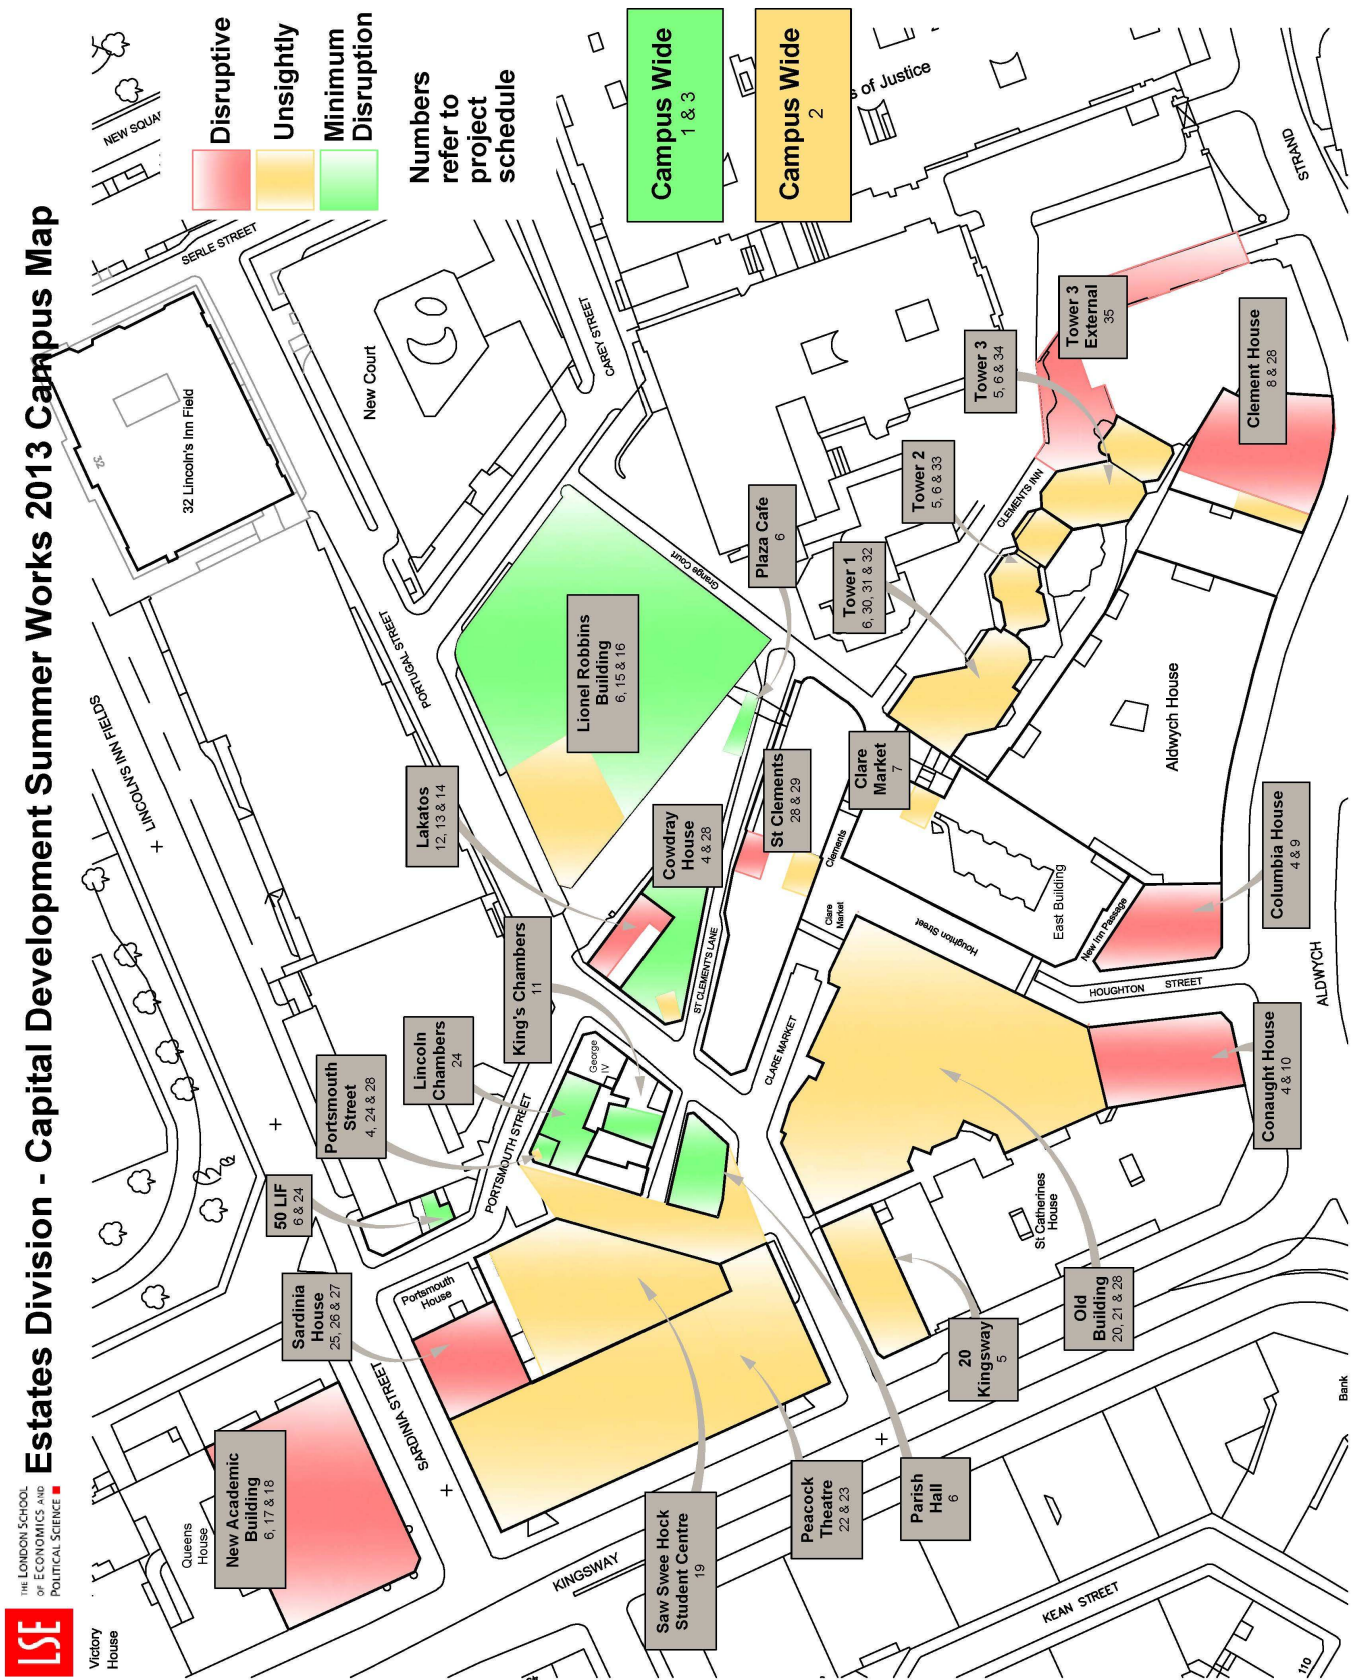 LSE
THE LONDON SCHOOL
OF ECONOMICS AND
POLITICAL SCIENCE
Estates Division - Capital Development Summer Works 2013 Campus Map
Disruptive
Unsightly
Minimum
Disruption
Numbers
refer to
project
schedule
Campus Wide
1 & 3
Campus Wide
2
Victory
House
Queens
House
New Academic
Building
6, 17 & 18
SARDINIA STREET
Sardinia
House
25, 26 & 27
Portsmouth
House
50 LIF
6 & 24
Portsmouth
Street
4, 24 & 28
Lincoln
Chambers
24
PORTSMOUTH STREET
King's Chambers
11
George
IV
LINCOLN'S INN FIELDS
Lakatos
12, 13 & 14
PORTUGAL STREET
32
32 Lincoln's Inn Field
SERLE STREET
NEW SQUA
New Court
CAREY STREET
s of Justice
Lionel Robbins
Building
6, 15 & 16
Grange Court
Cowdray
House
4 & 28
ST CLEMENT'S LANE
Plaza Cafe
6
St Clements
28 & 29
Clements
Clare
Market
Clare
Market
7
Tower 1
6, 30, 31 & 32
Tower 2
5, 6 & 33
CLEMENTS INN
Tower 3
5, 6 & 34
Tower 3
External
35
STRAND
Clement House
8 & 28
Aldwych House
Columbia House
4 & 9
New Inn Passage
East Building
Houghton Street
HOUGHTON STREET
ALDWYCH
CLARE MARKET
Conaught House
4 & 10
Old
Building
20, 21 & 28
St Catherines
House
20
Kingsway
5
Parish
Hall
6
Peacock
Theatre
22 & 23
Saw Swee Hock
Student Centre
19
KINGSWAY
KEAN STREET
Bank
110